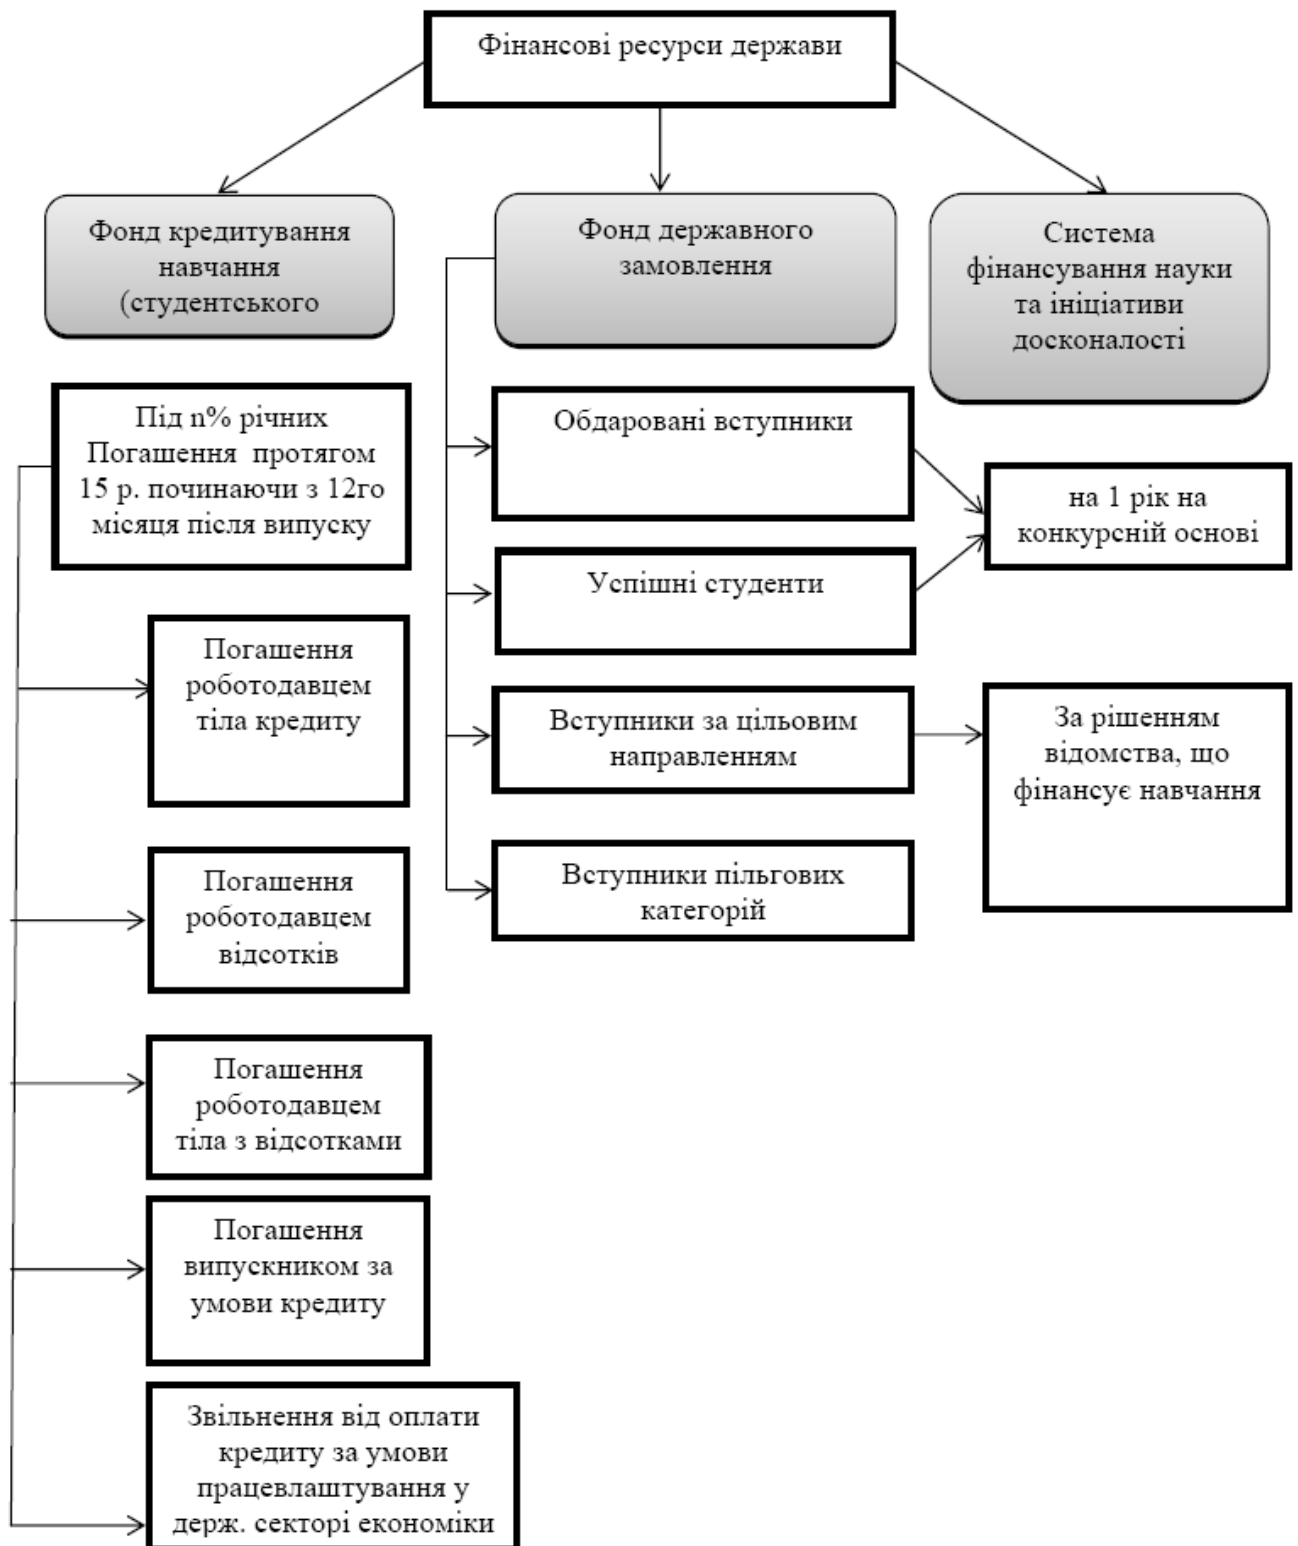 Фінансові ресурси держави
Фонд кредитування
навчання
(студентського
Фонд державного
замовлення
Система
фінансування науки
та ініціативи
досконалості
Під n% річних
Погашення протягом
15 р. починаючи з 12го
місяця після випуску
Обдаровані вступники
на 1 рік на
конкурсній основі
Успішні студенти
Погашення
роботодавцем
тіла кредиту
Вступники за цільовим
направленням
За рішенням
відомства, що
фінансує навчання
Погашення
роботодавцем
відсотків
Вступники пільгових
категорій
Погашення
роботодавцем
тіла з відсотками
Погашення
випускником за
умови кредиту
Звільнення від оплати
кредиту за умови
працевлаштування у
держ. секторі економіки